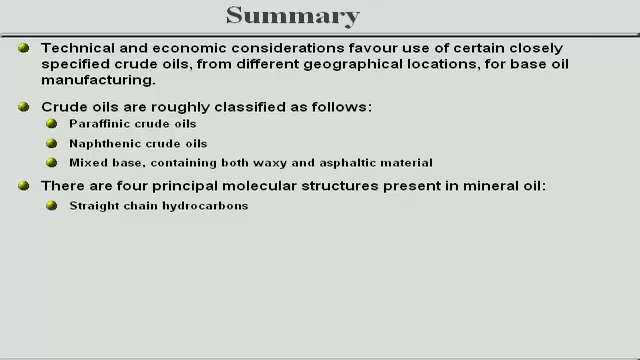 Summary
Technical and economic considerations favour use of certain closely
specified crude oils, from different geographical locations, for base oil
manufacturing.
Crude oils are roughly classified as follows:
Paraffinic crude oils
Naphthenic crude oils
Mixed base, containing both waxy and asphaltic material
There are four principal molecular structures present in mineral oil:
Straight chain hydrocarbons